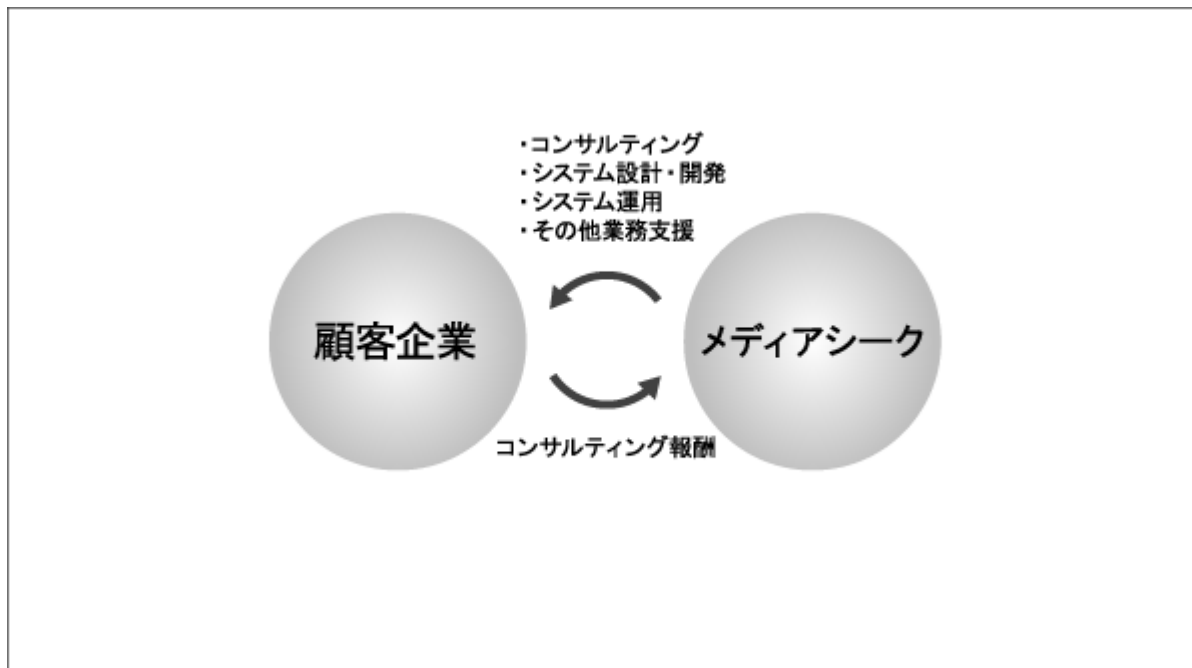 ・コンサルティング
・システム設計・開発
・システム運用
・その他業務支援
顧客企業
メディアシーク
コンサルティング報酬